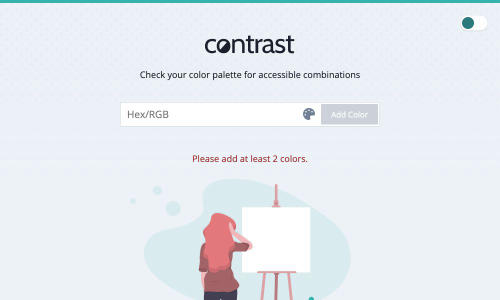 contrast
Check your color palette for accessible combinations
Hex/RGB
Add Color
Please add at least 2 colors.